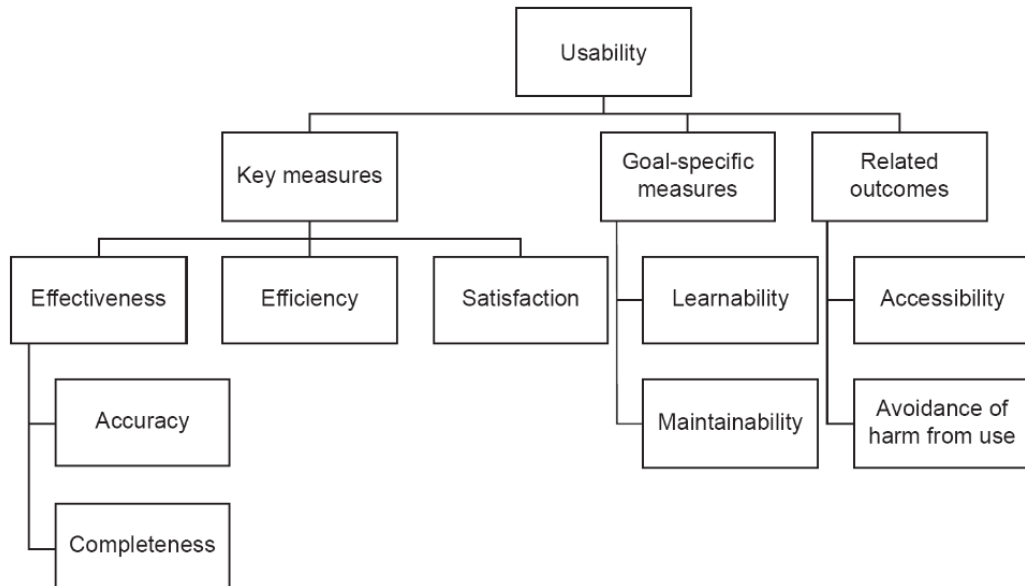 Usability
Key measures
Goal-specific
measures
Related
outcomes
Effectiveness
Efficiency
Satisfaction
Learnability
Accessibility
Accuracy
Maintainability
Avoidance of
harm from use
Completeness